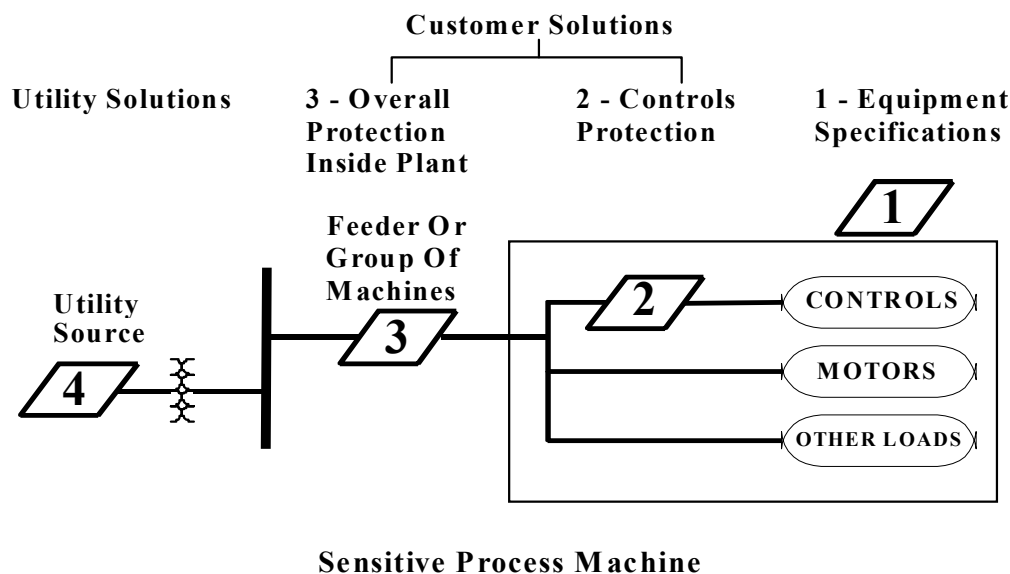 Customer Solutions
Utility Solutions
3 - Overall
Protection
Inside Plant
2 - Controls
Protection
1 - Equipment
Specifications
1
Feeder Or
Group Of
Machines
2
CONTROLS
Utility
Source
3
4
MOTORS
OTHER LOADS
Sensitive Process Machine